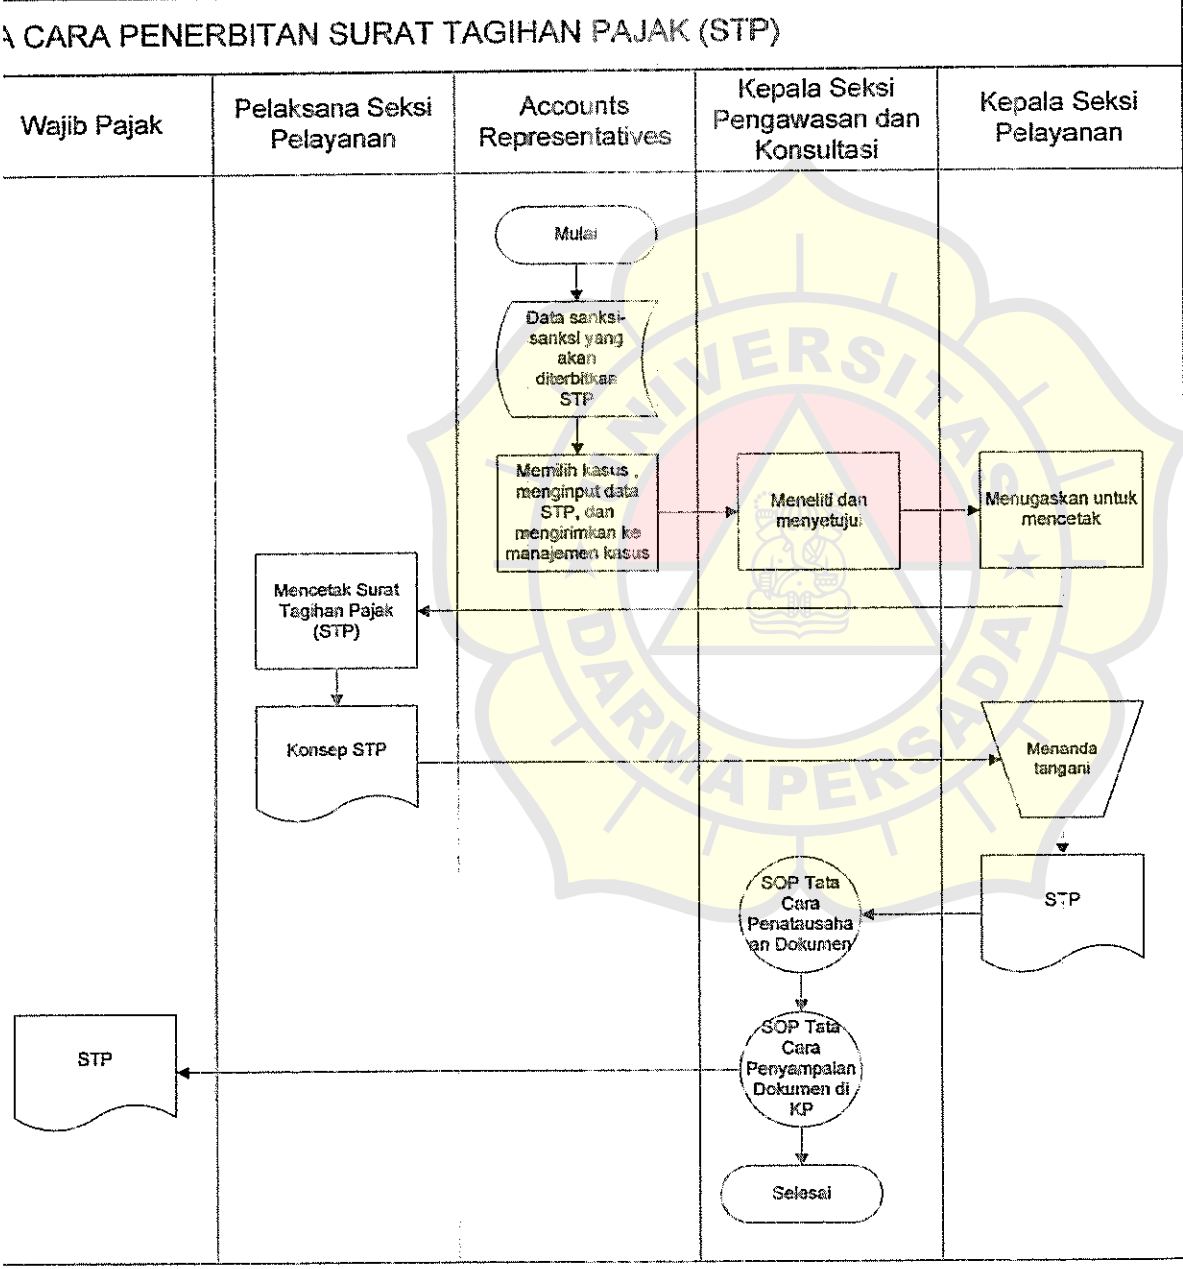 A CARA PENERBITAN SURAT TAGIHAN PAJAK (STP)
Wajib Pajak
Pelaksana Seksi
Pelayanan
Accounts
Representatives
Kepala Seksi
Pengawasan dan
Konsultasi
Kepala Seksi
Pelayanan
Mulai
Data sanksi-
sanksi yang
akan
diterbitkan
STP
Memilih kasus ,
menginput data
STP, dan
mengirimkan ke
manajemen kasus
Meneliti dan
menyetujui
Menugaskan untuk
mencetak
Mencetak Surat
Tagihan Pajak
(STP)
Konsep STP
Menanda
tangani
STP
SOP Tata
Cara
Penatausaha
an Dokumen
SOP Tata
Cara
Penyampaian
Dokumen di
KP
STP
Selesai
UNIVERSITAS
DARMA PERSADA